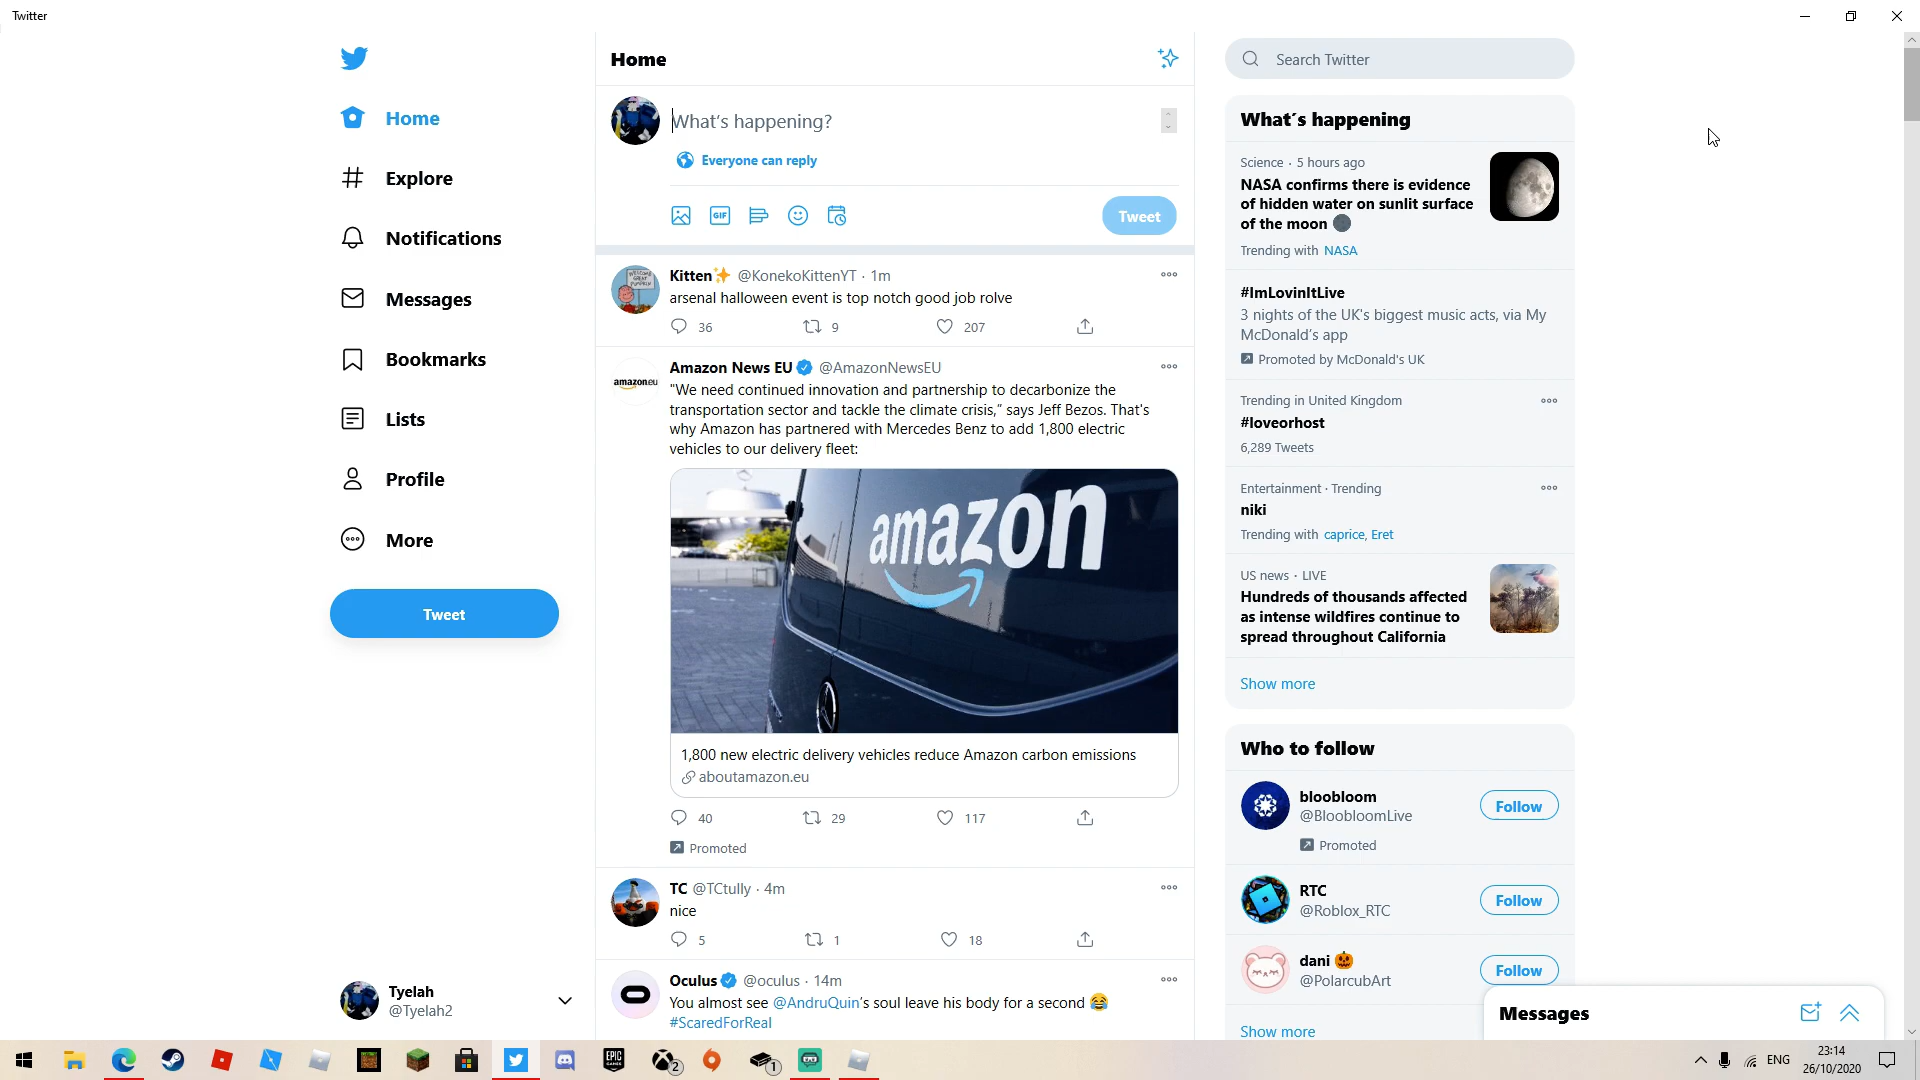 Twitter
Home
Explore
Notifications
Messages
Bookmarks
Lists
Profile
More
Tweet
Tyelah
@Tyelah2
Home
What's happening?
Everyone can reply
GIF
Tweet
Kitten✨ @KonekoKittenYT · 1m
arsenal halloween event is top notch good job rolve
36 9 207
amazon.eu
Amazon News EU @AmazonNewsEU
"We need continued innovation and partnership to decarbonize the
transportation sector and tackle the climate crisis," says Jeff Bezos. That's
why Amazon has partnered with Mercedes Benz to add 1,800 electric
vehicles to our delivery fleet:
amazon
1,800 new electric delivery vehicles reduce Amazon carbon emissions
aboutamazon.eu
40 29 117
Promoted
TC @TCtully · 4m
nice
5 1 18
Oculus @oculus · 14m
You almost see @AndruQuin's soul leave his body for a second 😂
#ScaredForReal
Search Twitter
What's happening
Science · 5 hours ago
NASA confirms there is evidence
of hidden water on sunlit surface
of the moon 🌑
Trending with NASA
#ImLovinItLive
3 nights of the UK's biggest music acts, via My
McDonald's app
Promoted by McDonald's UK
Trending in United Kingdom
#loveorhost
6,289 Tweets
Entertainment · Trending
niki
Trending with caprice, Eret
US news · LIVE
Hundreds of thousands affected
as intense wildfires continue to
spread throughout California
Show more
Who to follow
bloobloom
@BloobloomLive
Follow
Promoted
RTC
@Roblox_RTC
Follow
dani 🎃
@PolarcubArt
Follow
Show more
Messages
EPIC
GAMES
2
1
ENG
23:14
26/10/2020